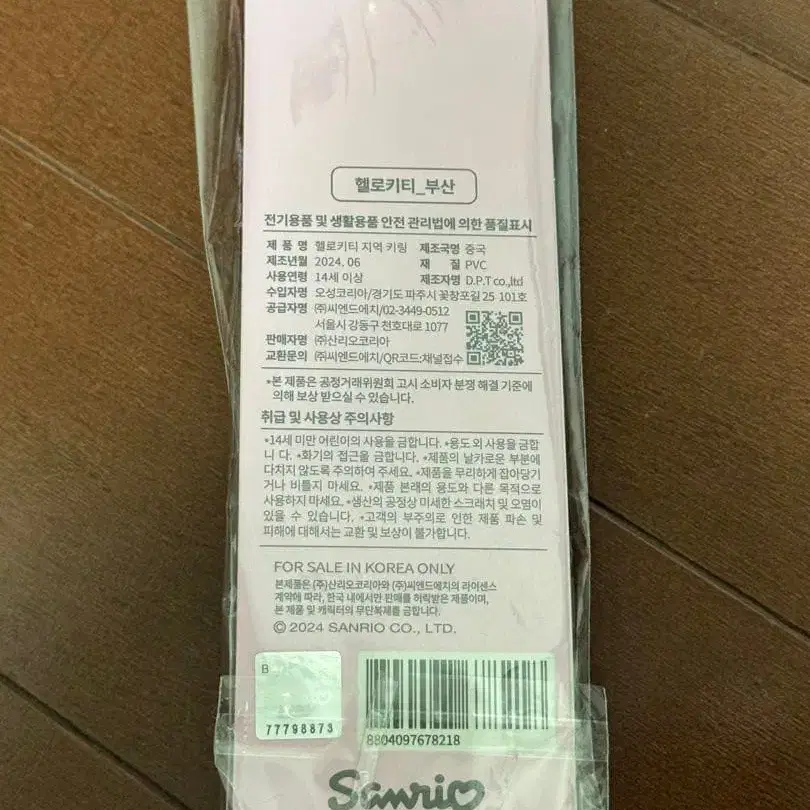 헬로키티_부산
전기용품 및 생활용품 안전 관리법에 의한 품질표시
제 품 명 헬로키티 지역 키링 제조국명 중국
제조년월 2024. 06 재 질 PVC
사용연령 14세 이상 제조자명 D.P.T co.,ltd
수입자명 오성코리아/경기도 파주시 꽃창포길 25 101호
공급자명 ㈜씨엔드에치/02-3449-0512
서울시 강동구 천호대로 1077
판매자명 ㈜산리오코리아
교환문의 ㈜씨엔드에치/QR코드:채널접수
*본 제품은 공정거래위원회 고시 소비자 분쟁 해결 기준에
의해 보상 받으실 수 있습니다.
취급 및 사용상 주의사항
*14세 미만 어린이의 사용을 금합니다. *용도 외 사용을 금합
니 다. *화기의 접근을 금합니다. *제품의 날카로운 부분에
다치지 않도록 주의하여 주세요. *제품을 무리하게 잡아당기
거나 비틀지 마세요. *제품 본래의 용도와 다른 목적으로
사용하지 마세요. *생산의 공정상 미세한 스크래치 및 오염이
있을 수 있습니다. *고객의 부주의로 인한 제품 파손 및
피해에 대해서는 교환 및 보상이 불가합니다.
FOR SALE IN KOREA ONLY
본제품은 (주)산리오코리아와 (주)씨엔드에치의 라이센스
계약에 따라, 한국 내에서만 판매를 허락받은 제품이며,
본 제품 및 캐릭터의 무단복제를 금합니다.
© 2024 SANRIO CO., LTD.
B
77798873
8804097678218
Sanrio